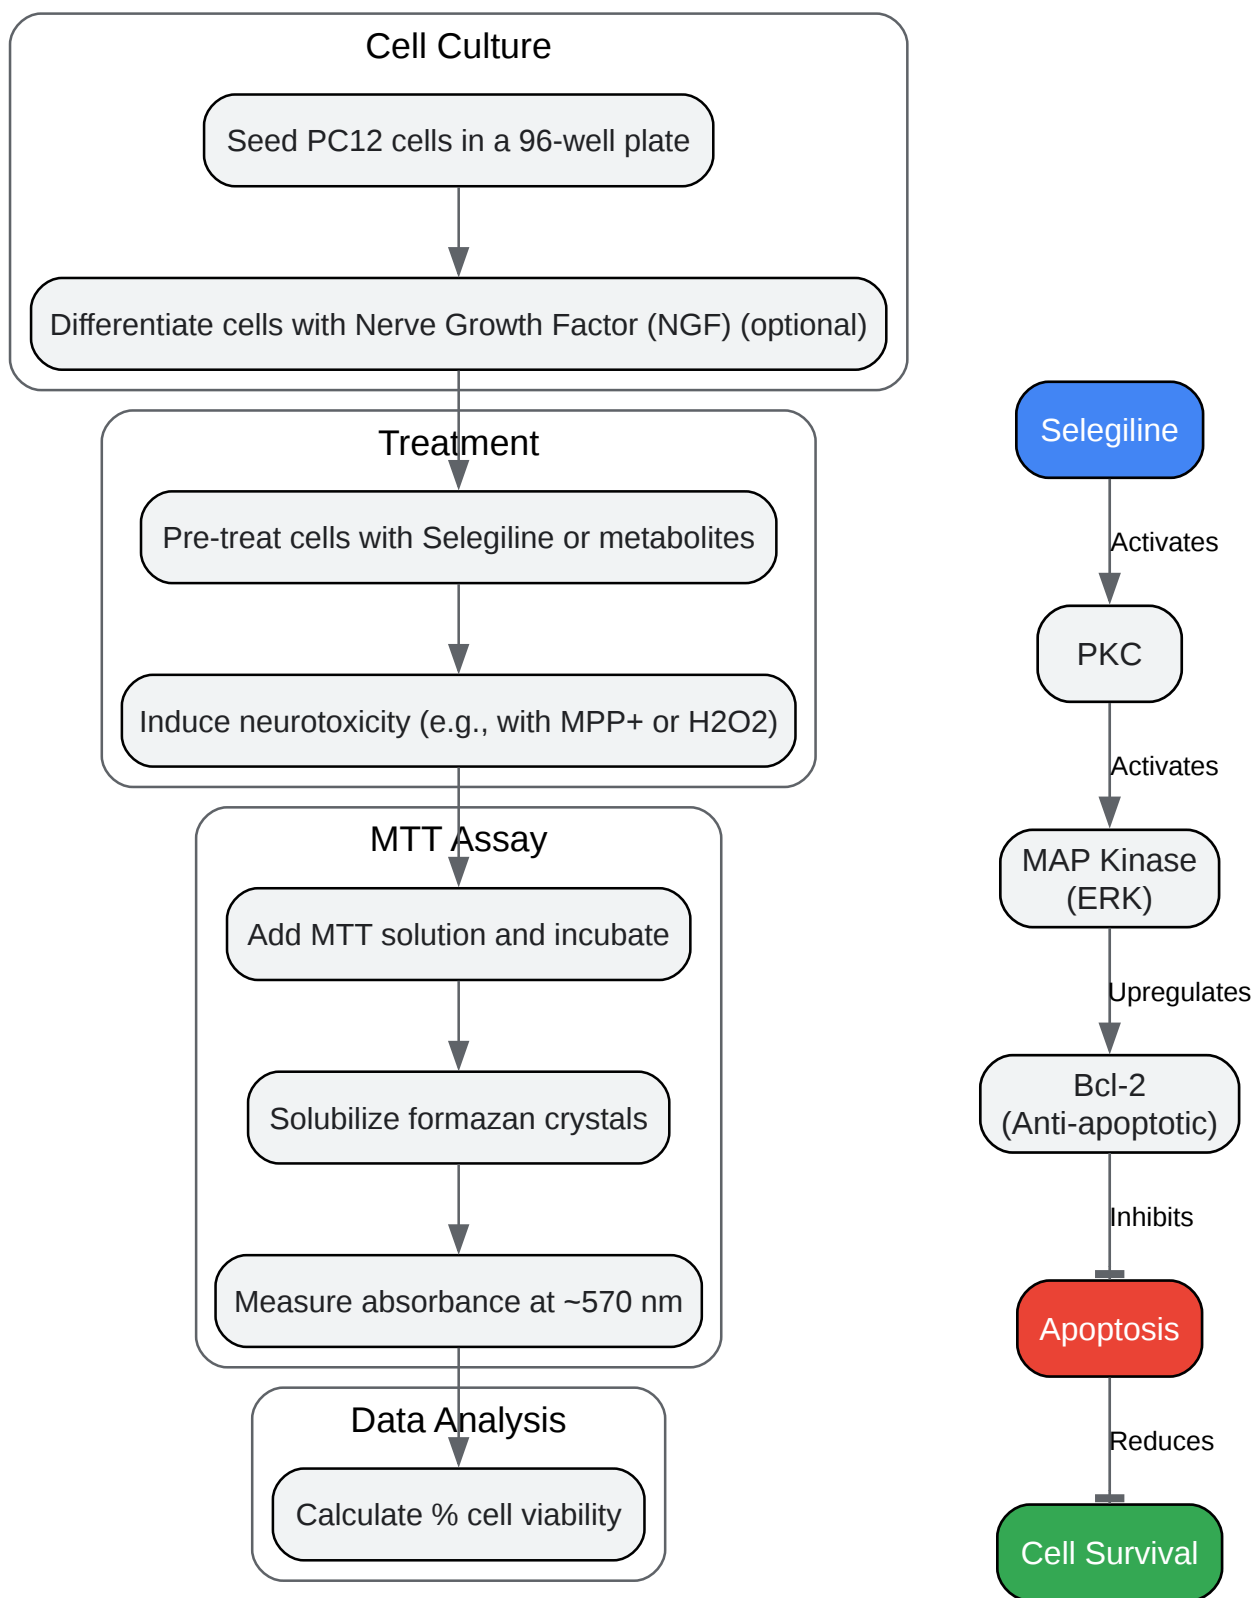 Cell Culture
Seed PC12 cells in a 96-well plate
Differentiate cells with Nerve Growth Factor (NGF) (optional)
Treatment
Pre-treat cells with Selegiline or metabolites
Induce neurotoxicity (e.g., with MPP+ or H2O2)
MTT Assay
Add MTT solution and incubate
Solubilize formazan crystals
Measure absorbance at ~570 nm
Data Analysis
Calculate % cell viability
Selegiline
Activates
PKC
Activates
MAP Kinase
(ERK)
Upregulates
Bcl-2
(Anti-apoptotic)
Inhibits
Apoptosis
Reduces
Cell Survival